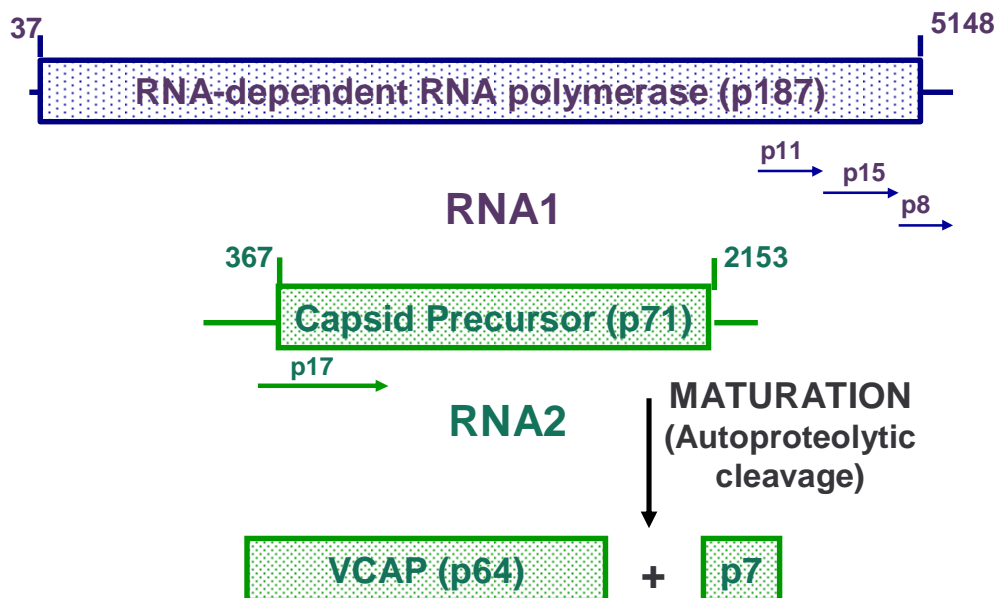 37
5148
RNA-dependent RNA polymerase (p187)
p11
p15
p8
RNA1
367
2153
Capsid Precursor (p71)
p17
RNA2
MATURATION
(Autoproteolytic
cleavage)
VCAP (p64)
+
p7